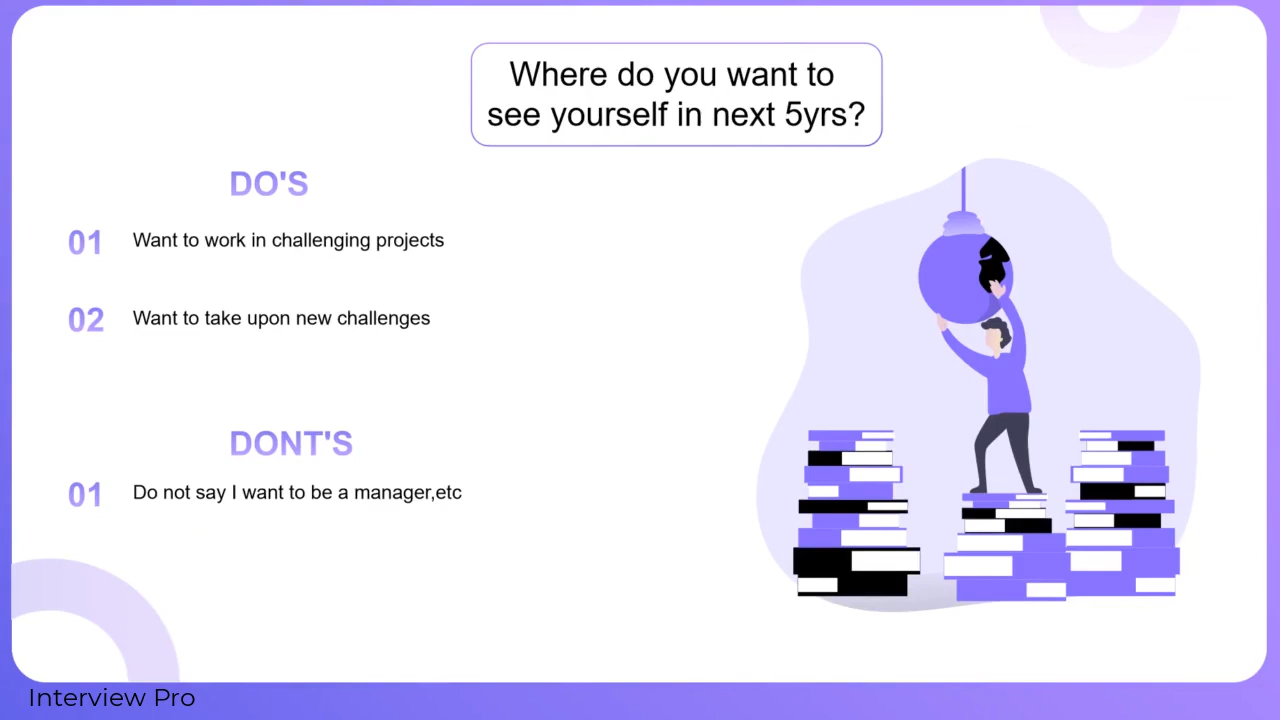 Where do you want to
see yourself in next 5yrs?
DO'S
01 Want to work in challenging projects
02 Want to take upon new challenges
DONT'S
01 Do not say I want to be a manager,etc
Interview Pro